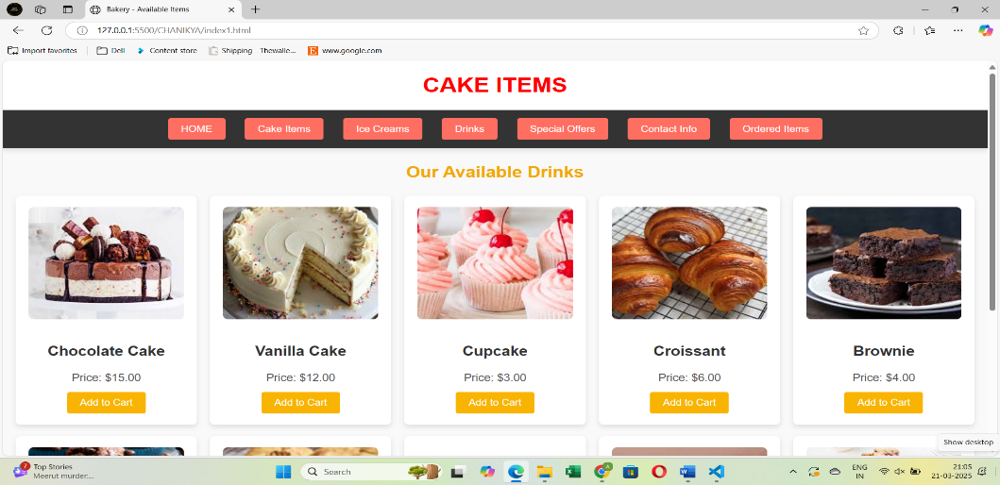 Bakery - Available Items
127.0.0.1:5500/CHANIKYA/index1.html
Import favorites Dell Content store Shipping Thewalle... www.google.com
CAKE ITEMS
HOME Cake Items Ice Creams Drinks Special Offers Contact Info Ordered Items
Our Available Drinks
Chocolate Cake Vanilla Cake Cupcake Croissant Brownie
Price: $15.00 Price: $12.00 Price: $3.00 Price: $6.00 Price: $4.00
Add to Cart Add to Cart Add to Cart Add to Cart Add to Cart
Show desktop
Top Stories
Meerut murder....
Search
ENG
IN
21:05
21-03-2025